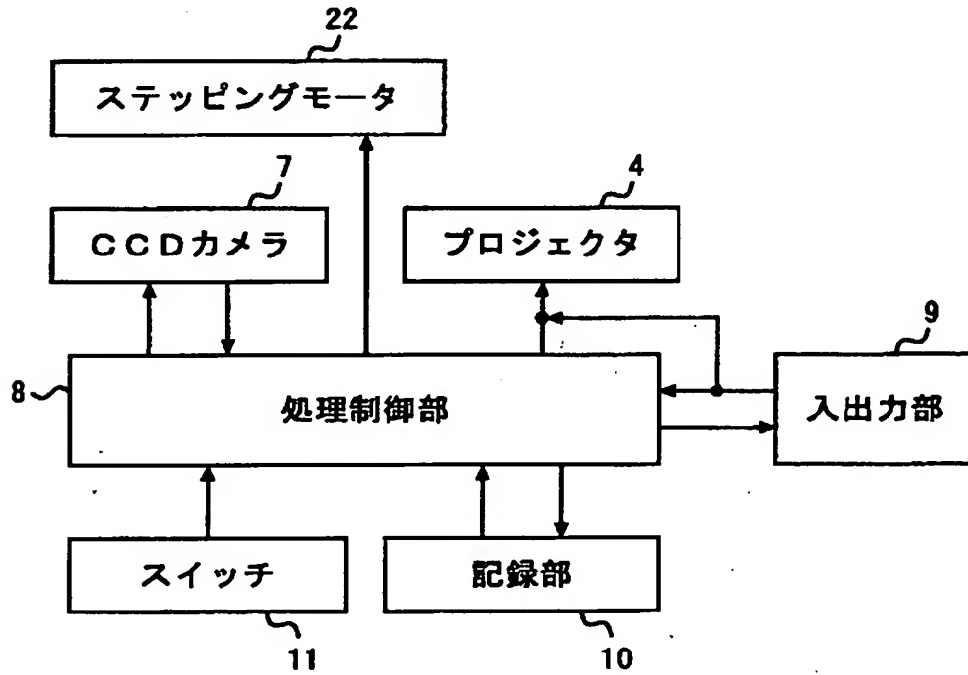 22
ステッピングモータ
7
CCDカメラ
4
プロジェクタ
9
8
処理制御部
入出力部
スイッチ
記録部
11
10